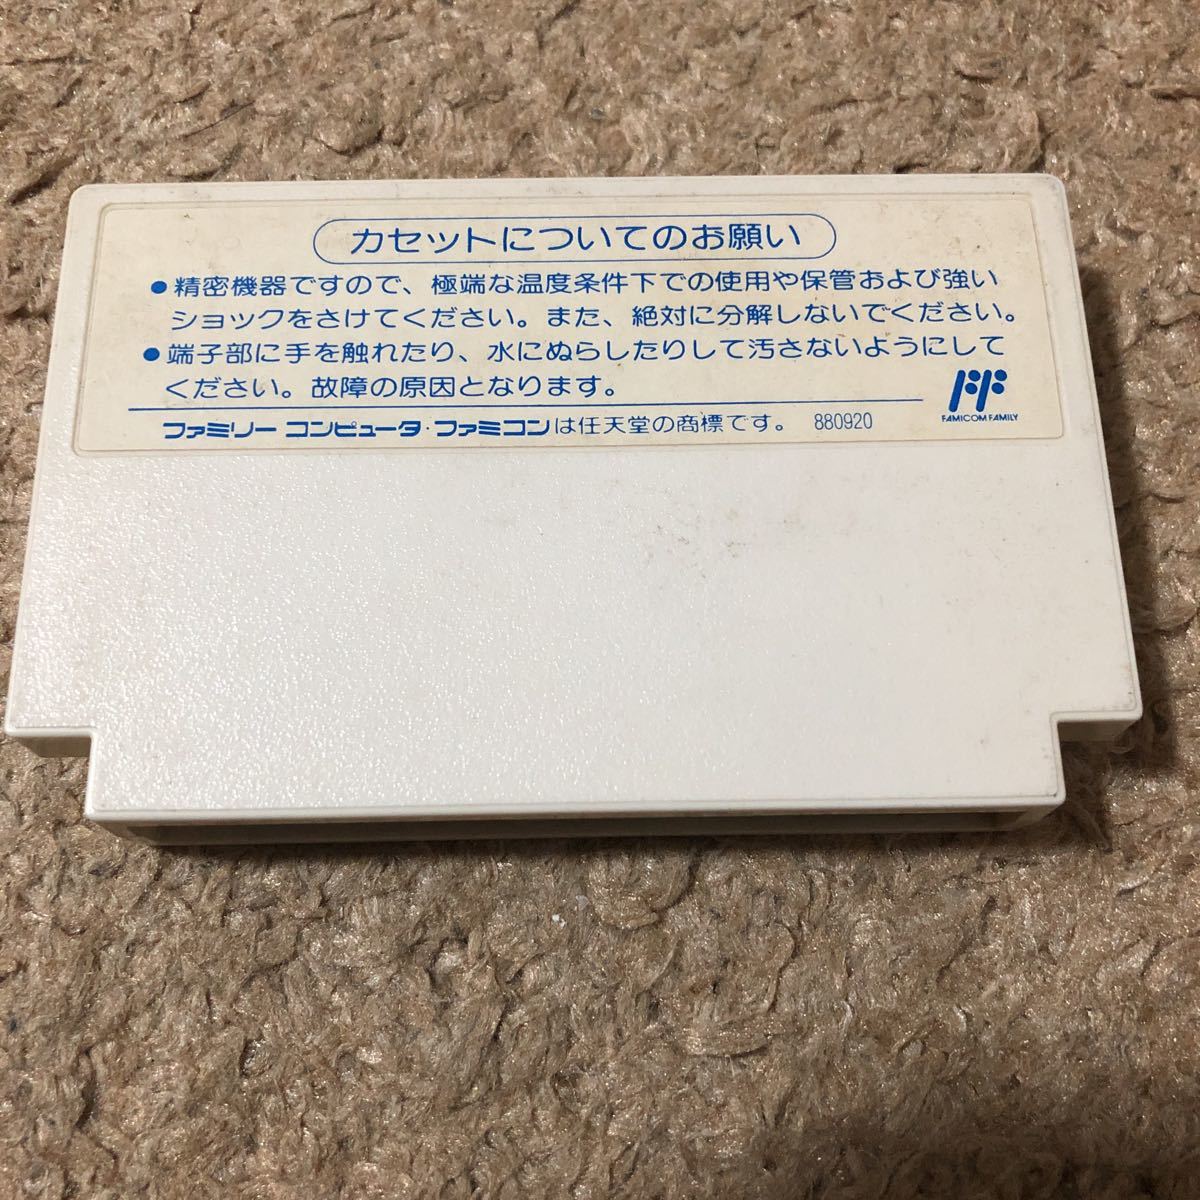 カセットについてのお願い
●精密機器ですので、極端な温度条件下での使用や保管および強い
ショックをさけてください。また、絶対に分解しないでください。
●端子部に手を触れたり、水にぬらしたりして汚さないようにして
ください。故障の原因となります。
FAMICOM FAMILY
ファミリー コンピュータ・ファミコンは任天堂の商標です。 880920